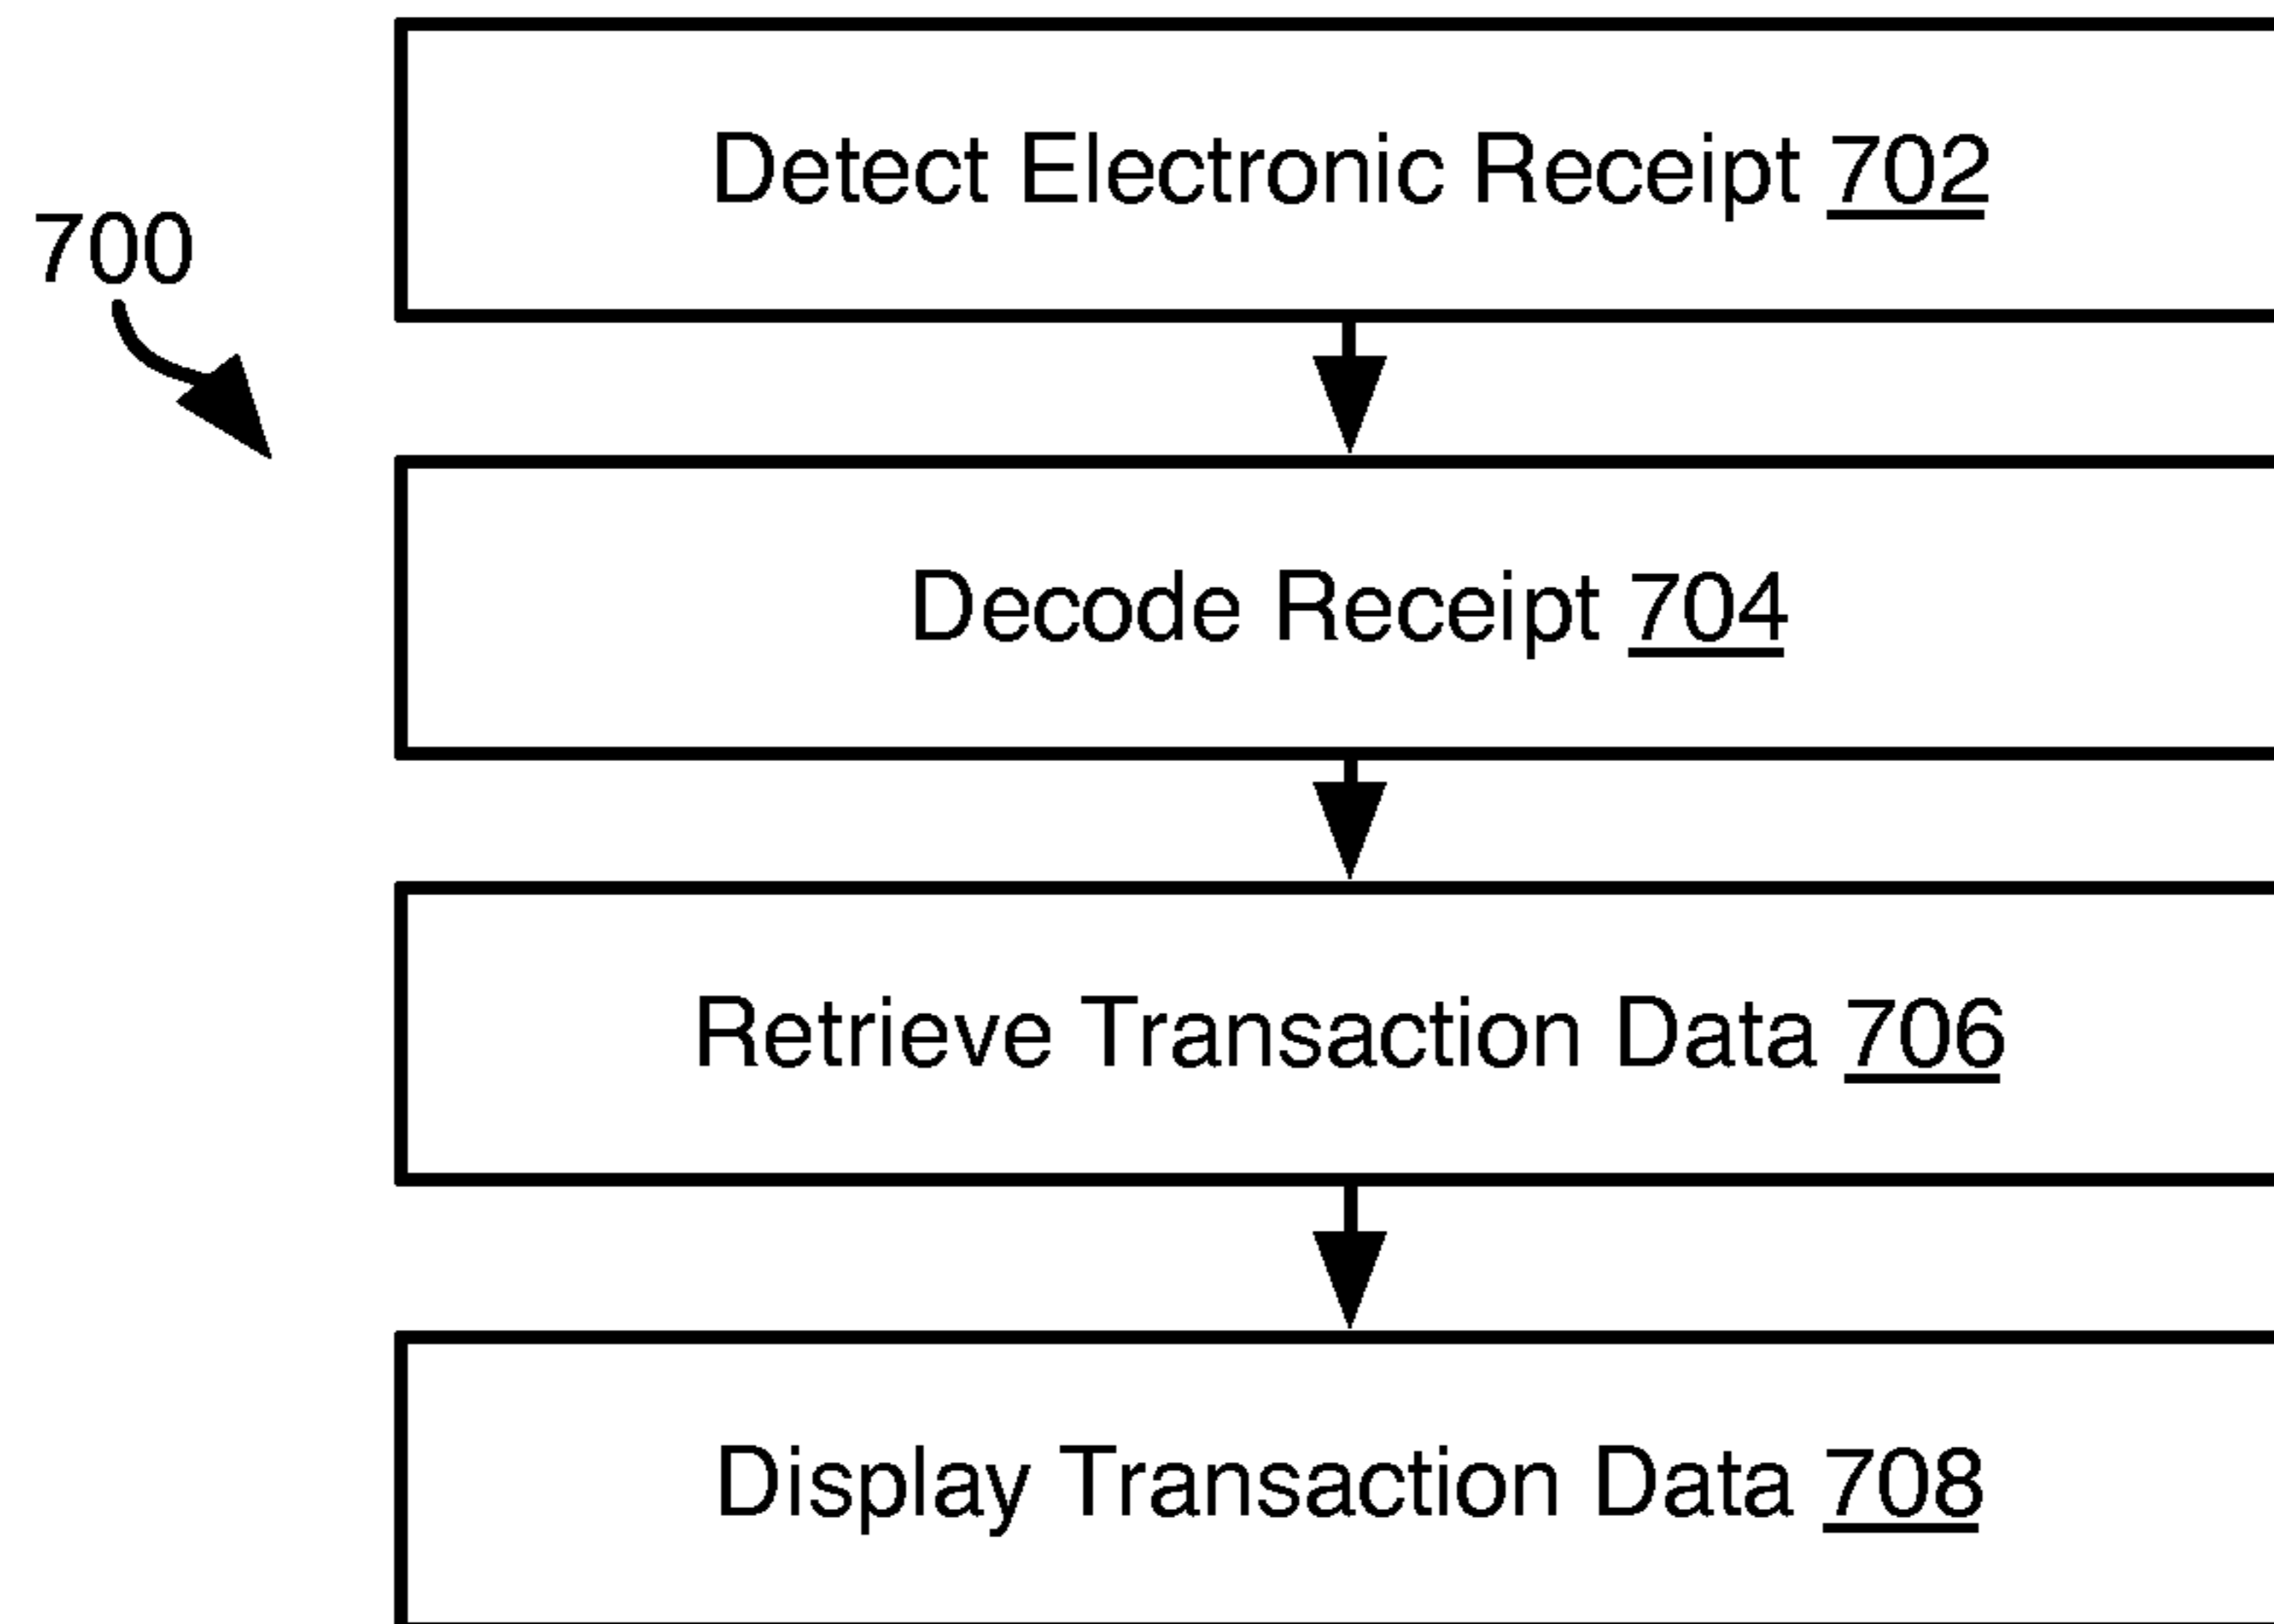 Detect Electronic Receipt 702
700
Decode Receipt 704
Retrieve Transaction Data 706
Display Transaction Data 708